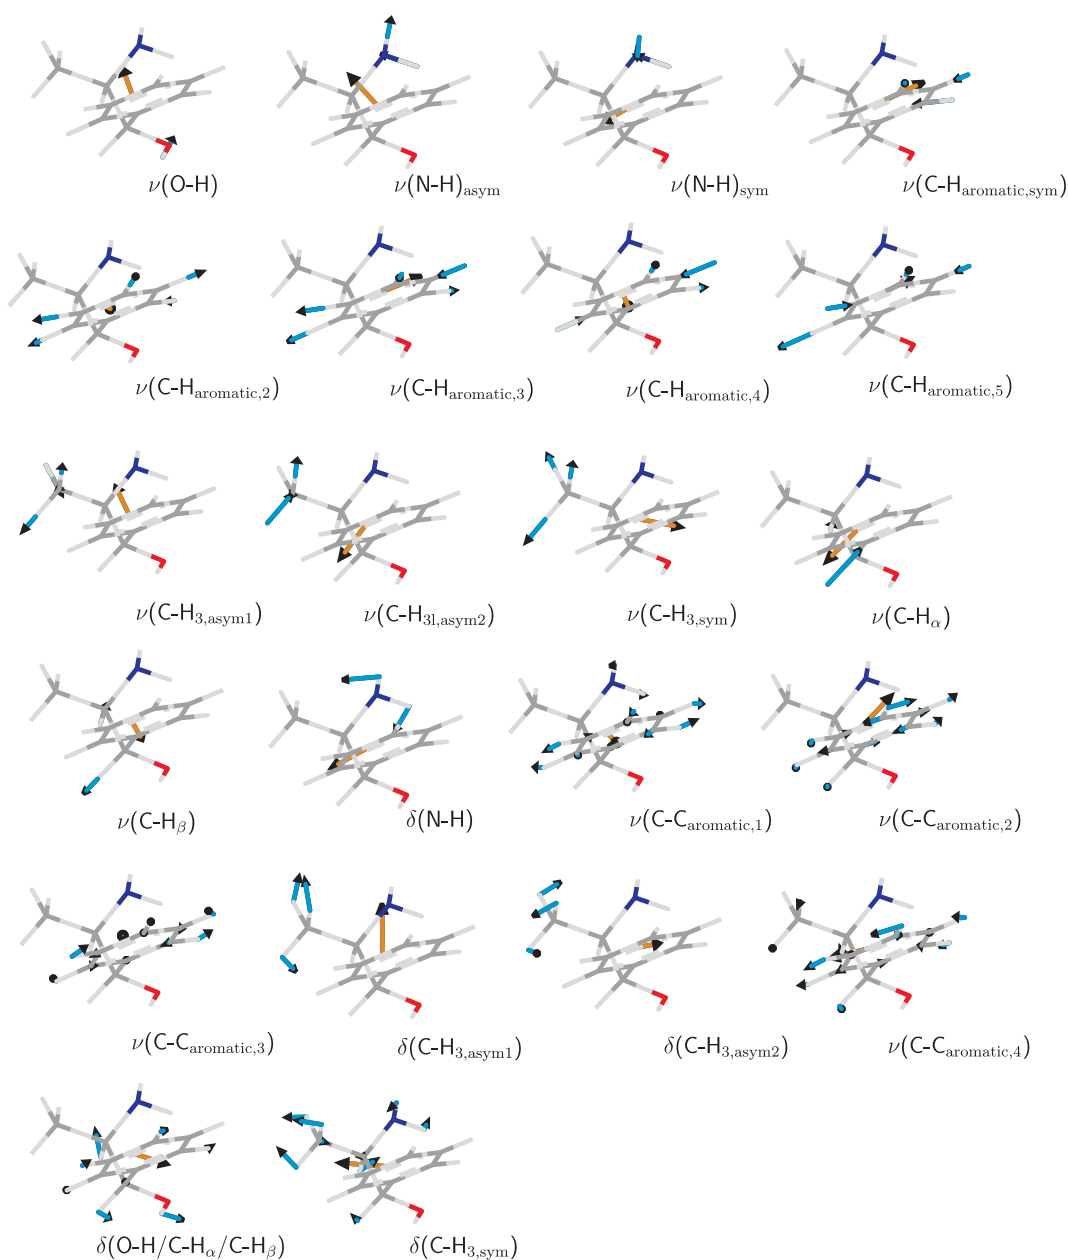 ν(O-H)
ν(N-H)asym
ν(N-H)sym
ν(C-Haromatic,sym)
ν(C-Haromatic,2)
ν(C-Haromatic,3)
ν(C-Haromatic,4)
ν(C-Haromatic,5)
ν(C-H3,asym1)
ν(C-H3l,asym2)
ν(C-H3,sym)
ν(C-Hα)
ν(C-Hβ)
δ(N-H)
ν(C-Caromatic,1)
ν(C-Caromatic,2)
ν(C-Caromatic,3)
δ(C-H3,asym1)
δ(C-H3,asym2)
ν(C-Caromatic,4)
δ(O-H/C-Hα/C-Hβ)
δ(C-H3,sym)